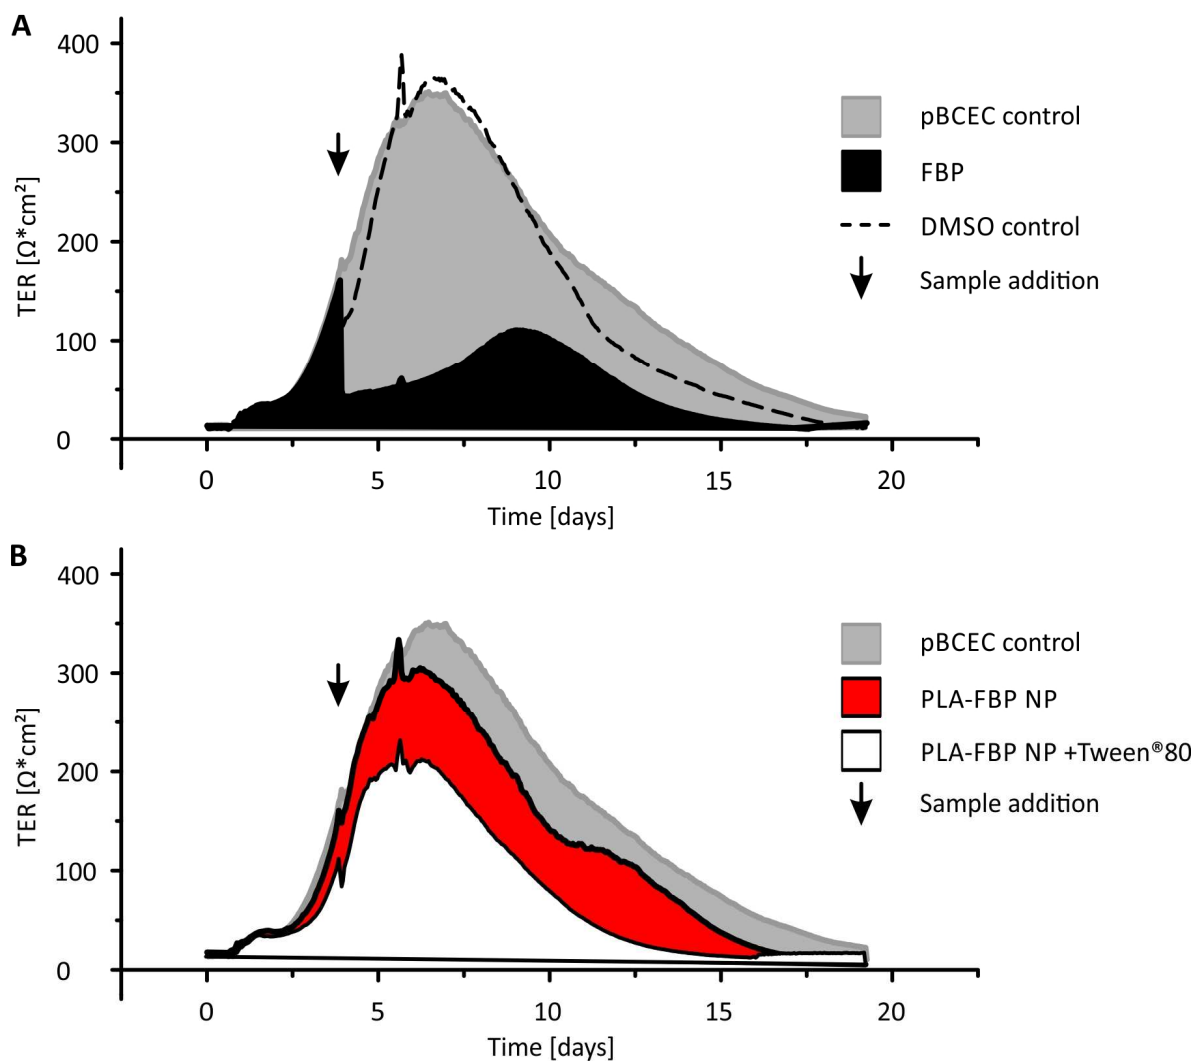 A
400
300
200
100
0
TER [Ω*cm²]
0 5 10 15 20
Time [days]
pBCEC control
FBP
DMSO control
Sample addition
B
400
300
200
100
0
TER [Ω*cm²]
0 5 10 15 20
Time [days]
pBCEC control
PLA-FBP NP
PLA-FBP NP +Tween®80
Sample addition